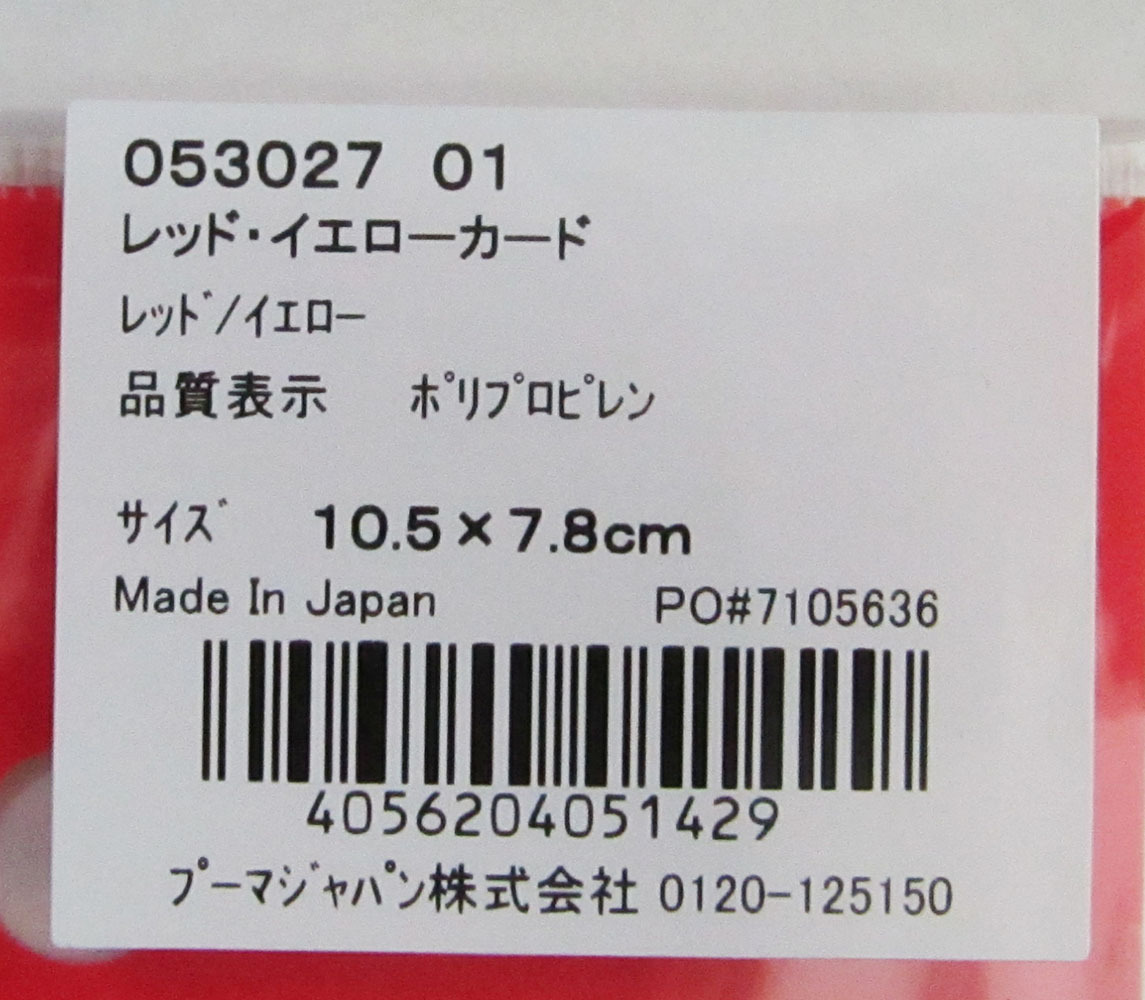 053027 01
レッド・イエローカード
ﾚｯﾄﾞ/ｲｴﾛｰ
品質表示 ﾎﾟﾘﾌﾟﾛﾋﾟﾚﾝ
ｻｲｽﾞ 10.5×7.8cm
Made In Japan PO#7105636
4056204051429
ﾌﾟｰﾏｼﾞｬﾊﾟﾝ株式会社 0120-125150